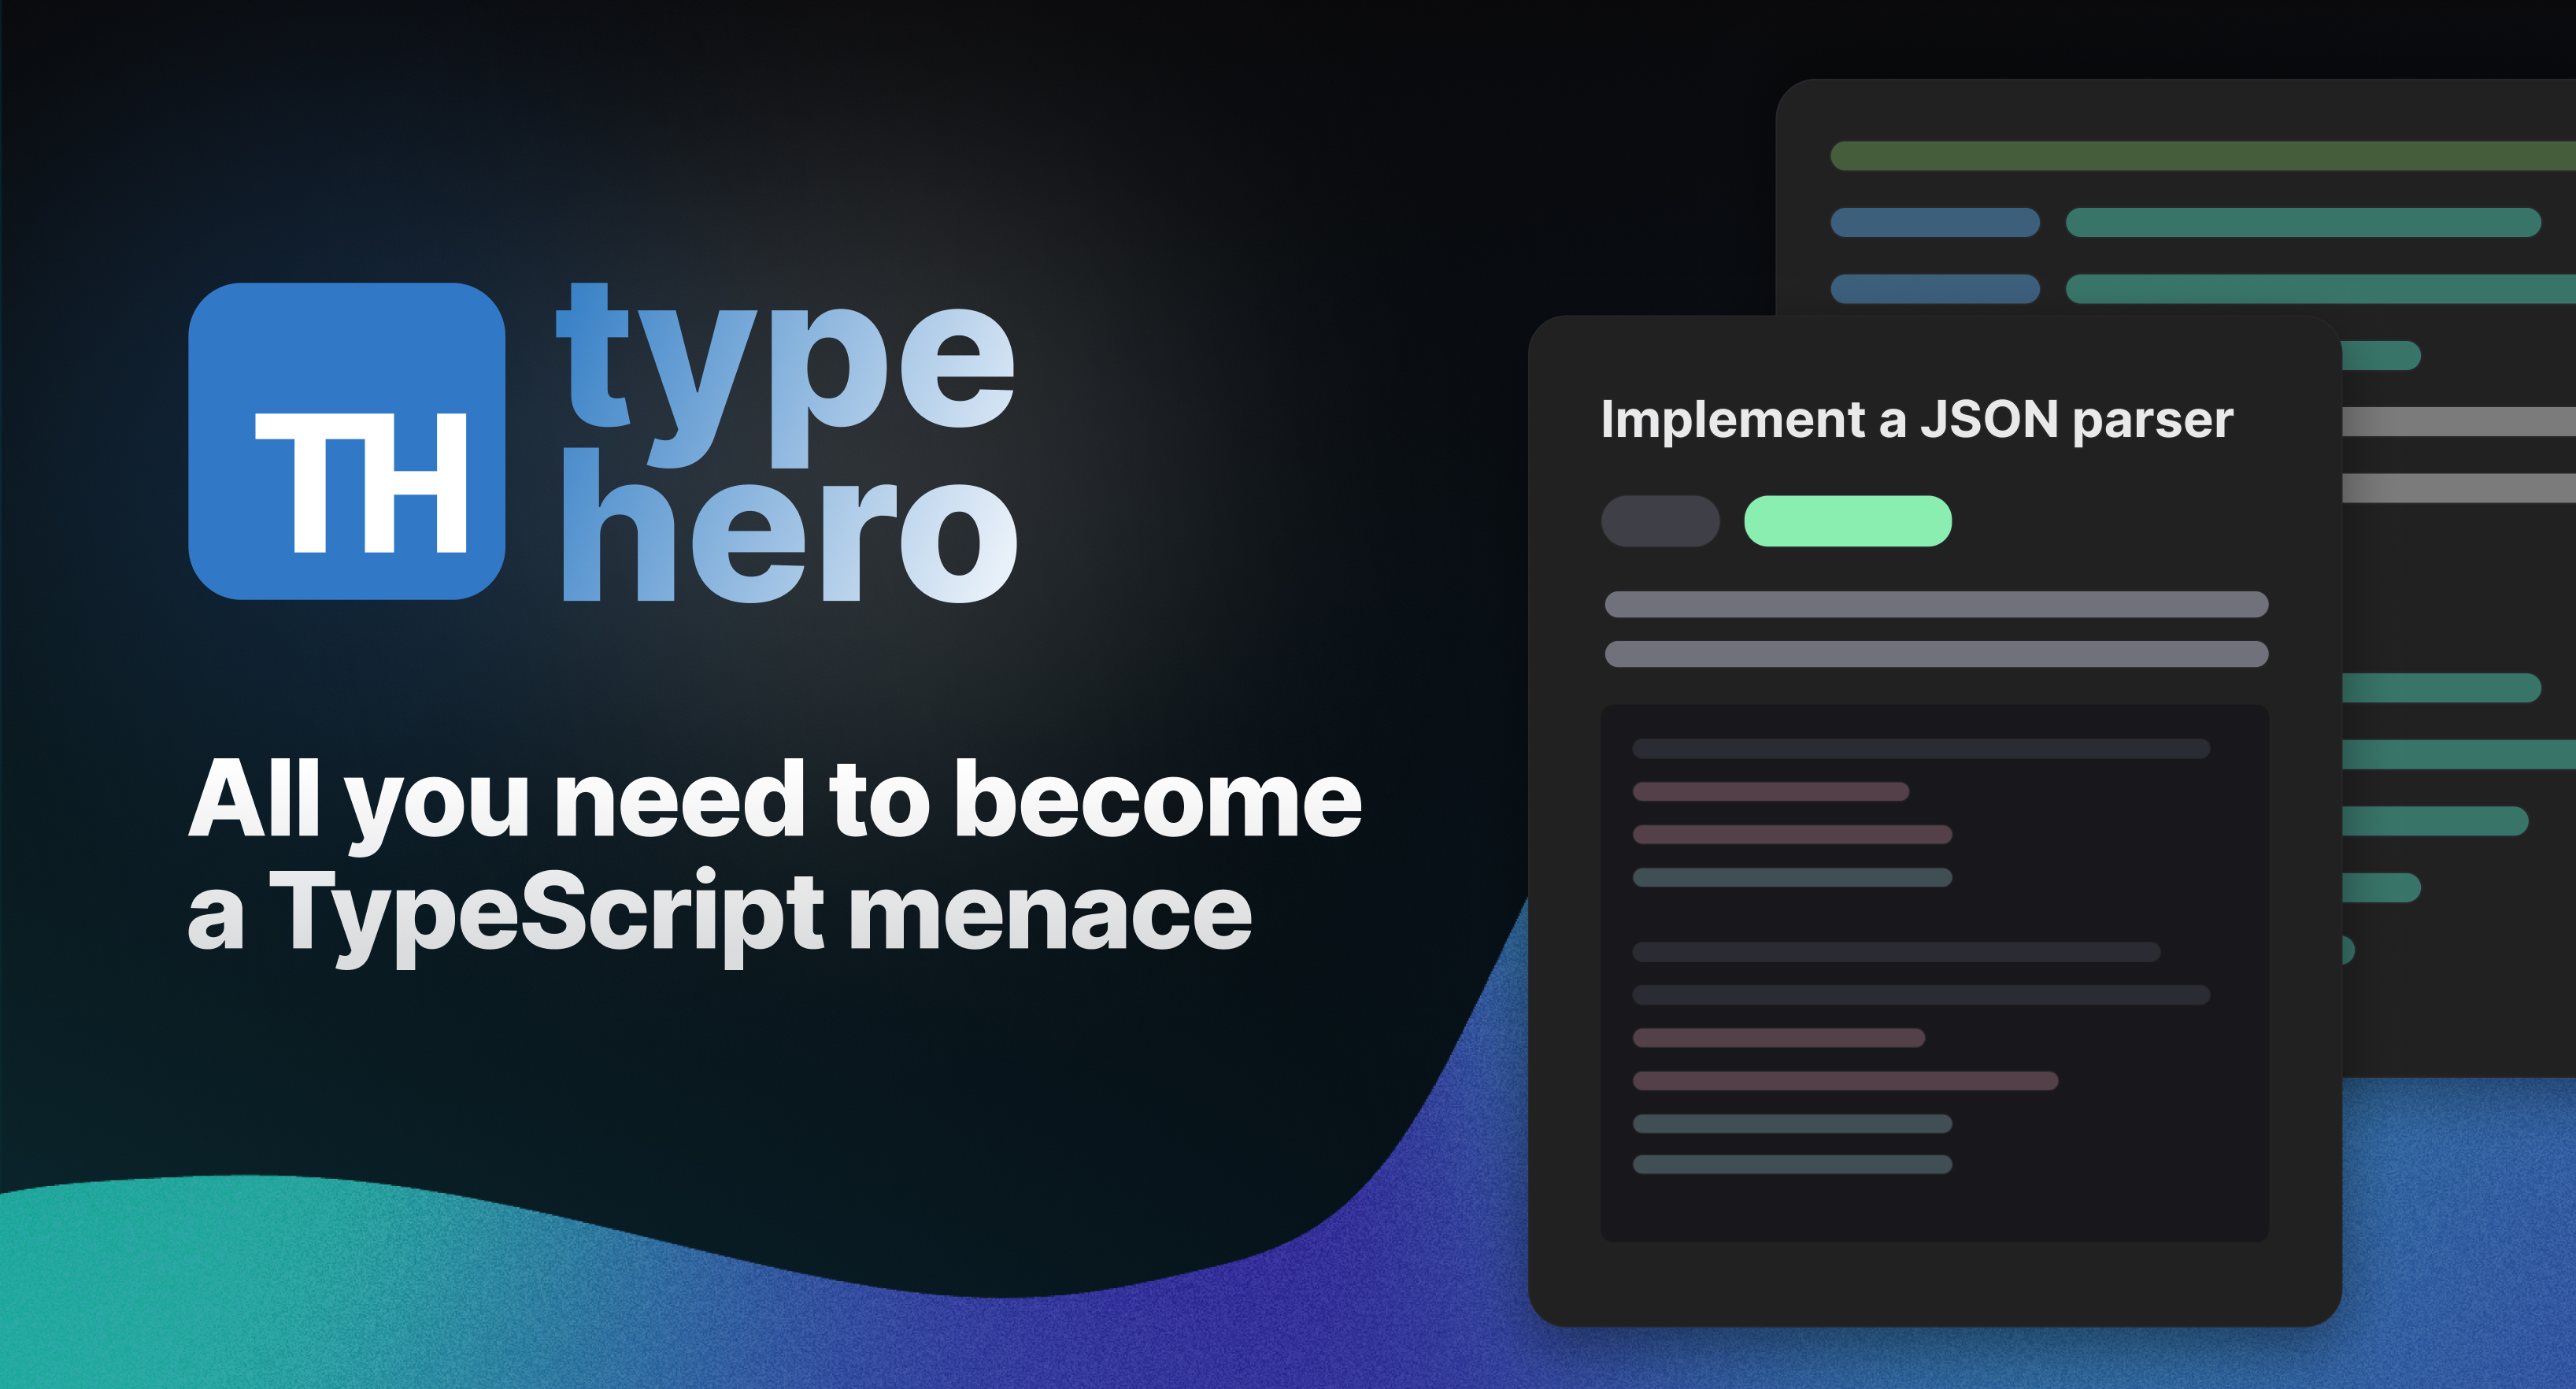 TH
type
hero
All you need to become
a TypeScript menace
Implement a JSON parser